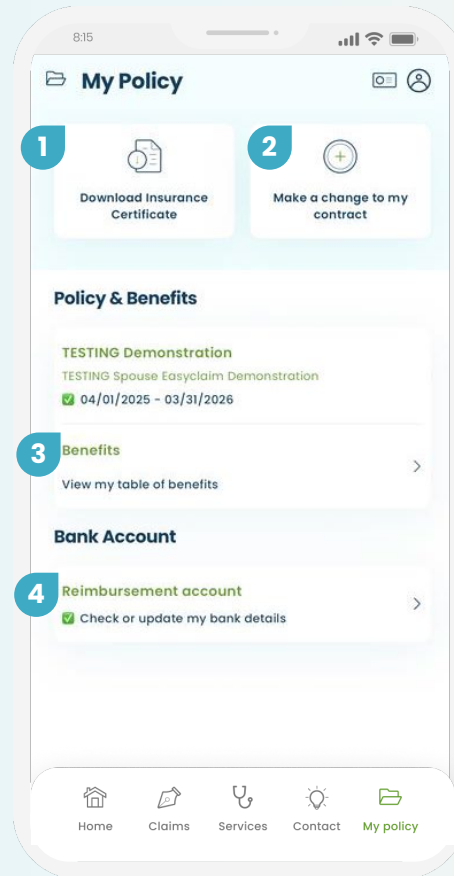 8:15
My Policy
1
2
Download Insurance
Certificate
Make a change to my
contract
Policy & Benefits
TESTING Demonstration
TESTING Spouse Easyclaim Demonstration
04/01/2025 - 03/31/2026
3
Benefits
View my table of benefits
Bank Account
4
Reimbursement account
Check or update my bank details
Home
Claims
Services
Contact
My policy